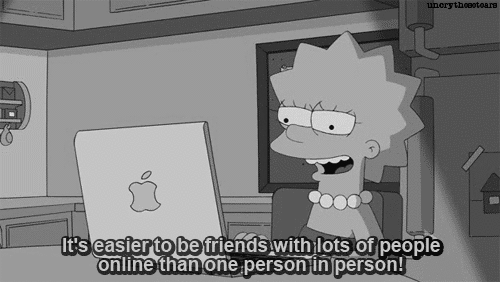 uncrythesetears
It's easier to be friends with lots of people
online than one person in person!